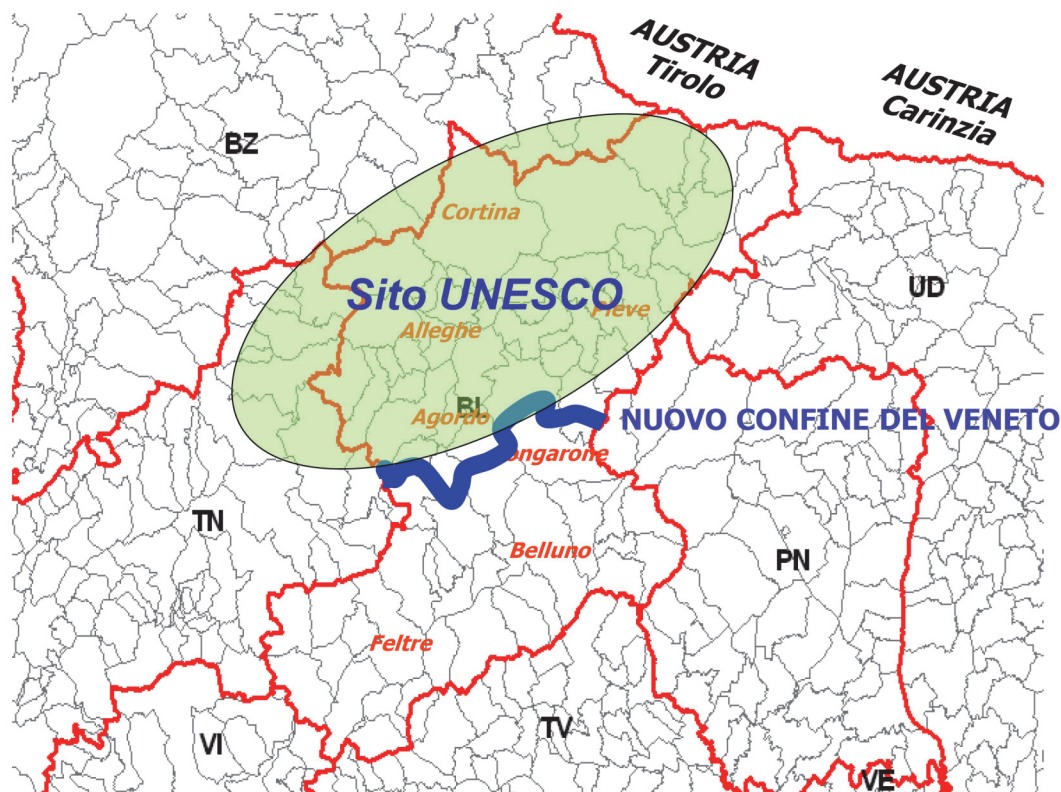 AUSTRIA
Tirolo
AUSTRIA
Carinzia
BZ
Cortina
Sito UNESCO
Pieve
UD
Alleghe
BL
Agordo
NUOVO CONFINE DEL VENETO
ongarone
TN
Belluno
PN
Feltre
VI
TV
VE